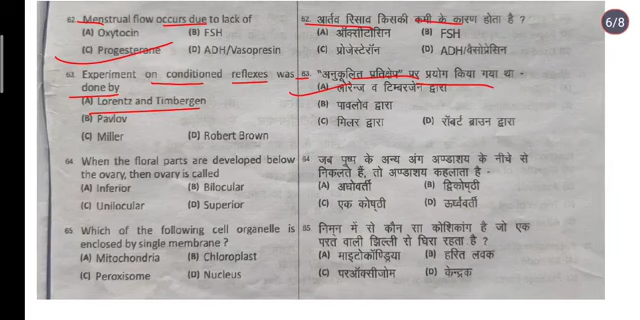 6/8
62. Menstrual flow occurs due to lack of
(A) Oxytocin (B) FSH
(C) Progesterone (D) ADH/Vasopresin
63. Experiment on conditioned reflexes was
done by
(A) Lorentz and Timbergen
(B) Pavlov
(C) Miller (D) Robert Brown
64 When the floral parts are developed below
the ovary, then ovary is called
(A) Inferior (B) Bilocular
(C) Unilocular (D) Superior
65 Which of the following cell organelle is
enclosed by single membrane ?
(A) Mitochondria (B) Chloroplast
(C) Peroxisome (D) Nucleus
62. आर्तव रिसाव किसकी कमी के कारण होता है ?
(A) ऑक्सीटोसिन (B) FSH
(C) प्रोजेस्टेरॉन (D) ADH/वैसोप्रेसिन
63. "अनुकूलित प्रतिक्षेप" पर प्रयोग किया गया था -
(A) लोरेन्ज व टिम्बरजेन द्वारा
(B) पावलोव द्वारा
(C) मिलर द्वारा (D) रॉबर्ट ब्राउन द्वारा
64 जब पुष्प के अन्य अंग अण्डाशय के नीचे से
निकलते हैं, तो अण्डाशय कहलाता है -
(A) अधोवर्ती (B) द्विकोष्ठी
(C) एक कोष्ठी (D) ऊर्ध्ववर्ती
65 निम्न में से कौन सा कोशिकांग है जो एक
परत वाली झिल्ली से घिरा रहता है ?
(A) माइटोकॉण्ड्रिया (B) हरित लवक
(C) परऑक्सीजोम (D) केन्द्रक